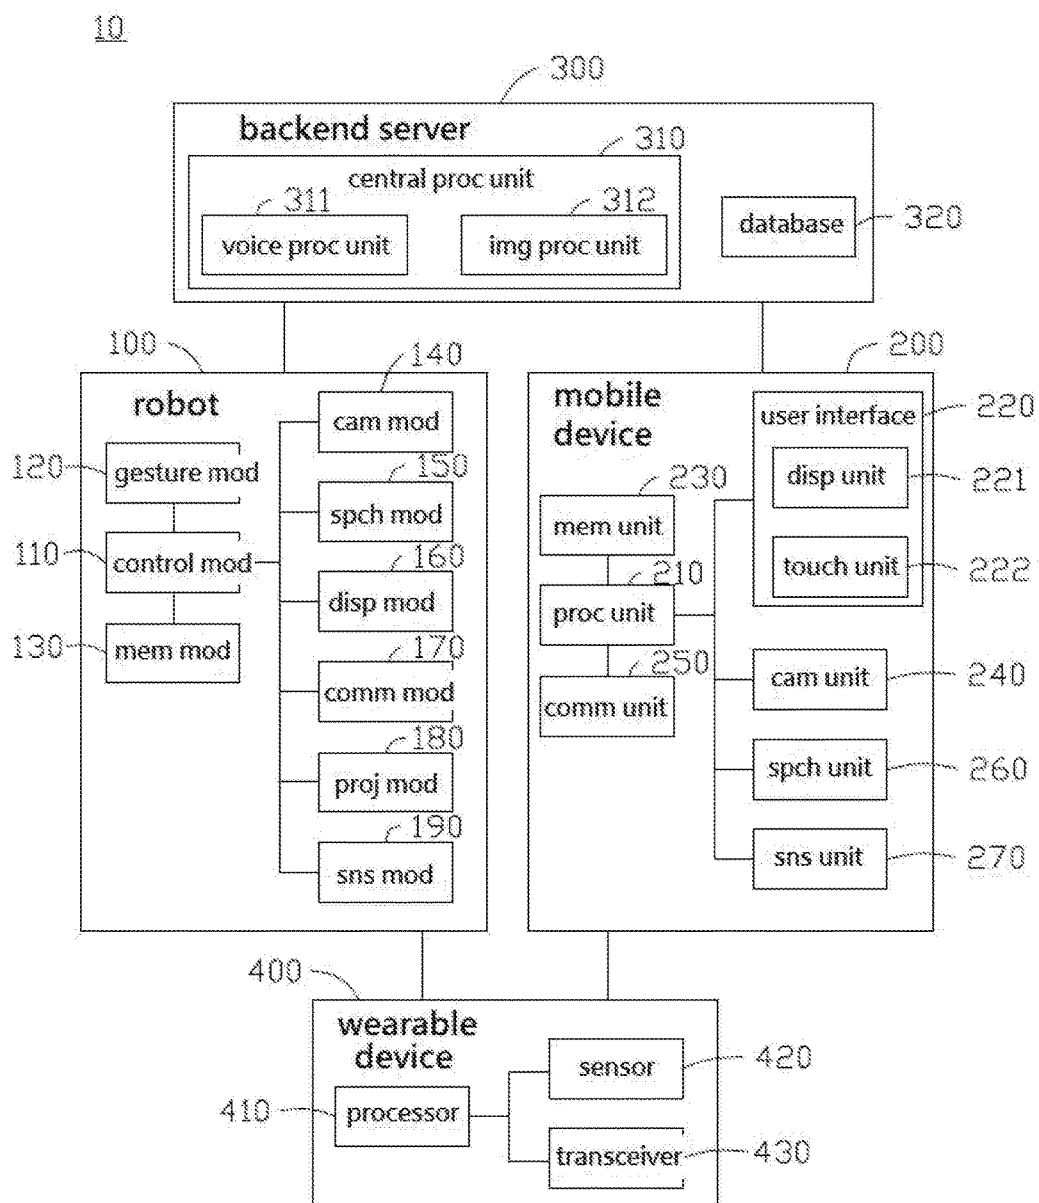 10
300
backend server
310
central proc unit
311
312
voice proc unit
img proc unit
database
320
100
robot
140
cam mod
120
gesture mod
150
spch mod
110
control mod
160
disp mod
130
mem mod
170
comm mod
180
proj mod
190
sns mod
200
mobile
device
user interface
220
disp unit
221
230
mem unit
touch unit
222
210
proc unit
250
comm unit
cam unit
240
spch unit
260
sns unit
270
400
wearable
device
sensor
420
410
processor
transceiver
430